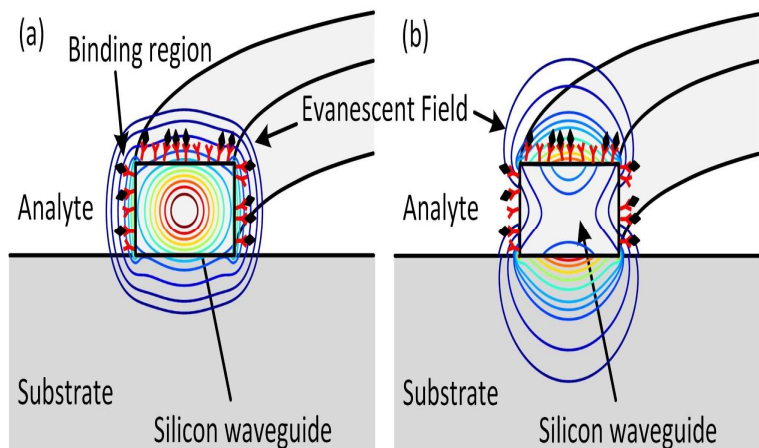 (a)
Binding region
Evanescent Field
Analyte
Substrate
Silicon waveguide
(b)
Analyte
Substrate
Silicon waveguide